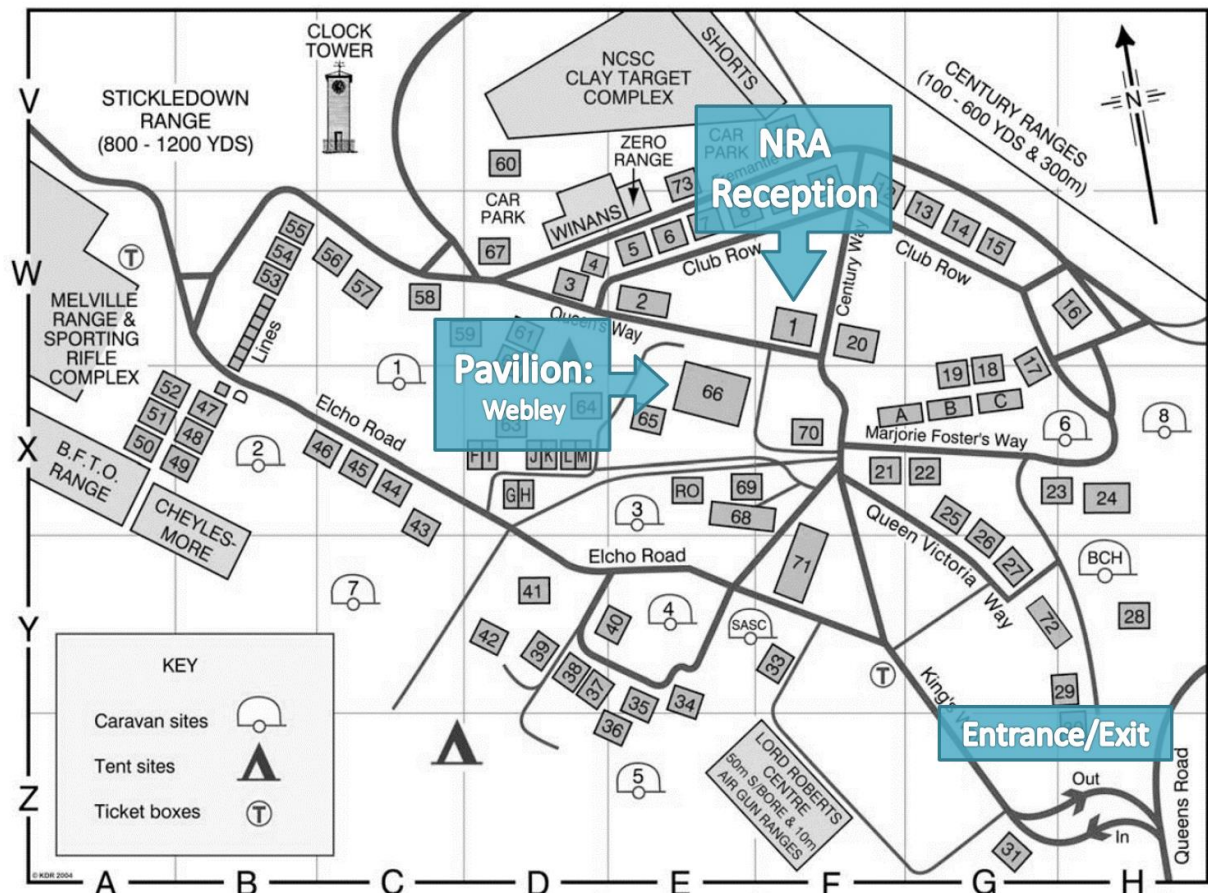 CLOCK
TOWER
STICKLEDOWN
RANGE
(800 - 1200 YDS)
NCSC
CLAY TARGET
COMPLEX
SHORTS
CENTURY RANGES
(100 - 600 YDS & 300m)
N
ZERO
RANGE
CAR
PARK
NRA
Reception
60
CAR
PARK
67
WINANS
73
5
6
7
8
12
13
14
15
Club Row
Club Row
Century Way
16
17
18
19
20
1
2
3
4
Queen's Way
55
54
53
56
57
58
59
61
Lines
D
MELVILLE
RANGE &
SPORTING
RIFLE
COMPLEX
T
1
Pavilion:
Webley
63
64
65
66
70
A
B
C
Marjorie Foster's Way
6
8
52
51
50
47
48
49
2
Elcho Road
46
45
44
43
F
I
J
K
L
M
G
H
B.F.T.O.
RANGE
CHEYLES-
MORE
3
RO
69
68
71
21
22
23
24
25
26
27
Queen Victoria
Way
BCH
28
72
29
Elcho Road
7
41
42
40
39
38
37
36
35
34
4
SASC
33
T
King's
Entrance/Exit
5
LORD ROBERTS
CENTRE
50m S/BORE & 10m
AIR GUN RANGES
Out
In
31
Queens Road
KEY
Caravan sites
Tent sites
Ticket boxes
T
© KDR 2004
V
W
X
Y
Z
A
B
C
D
E
F
G
H